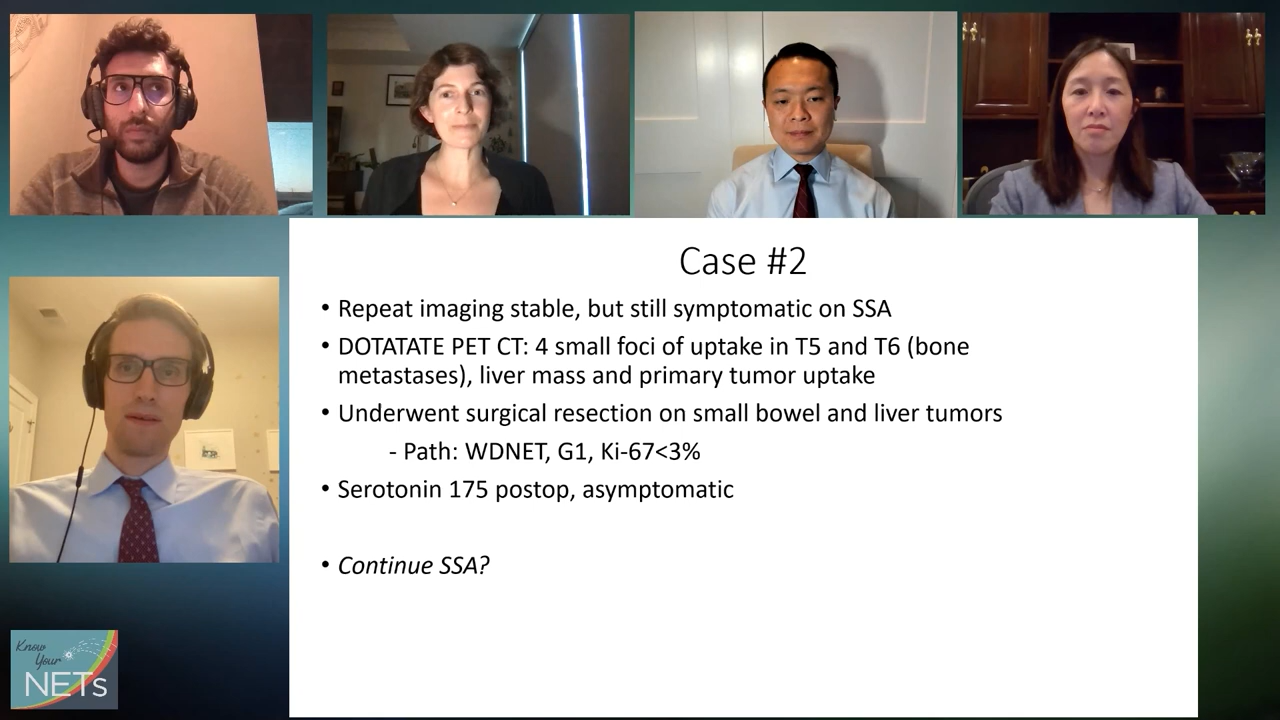 Case #2
• Repeat imaging stable, but still symptomatic on SSA
• DOTATATE PET CT: 4 small foci of uptake in T5 and T6 (bone
metastases), liver mass and primary tumor uptake
• Underwent surgical resection on small bowel and liver tumors
- Path: WDNET, G1, Ki-67<3%
• Serotonin 175 postop, asymptomatic
• Continue SSA?
Know
Your
NETs